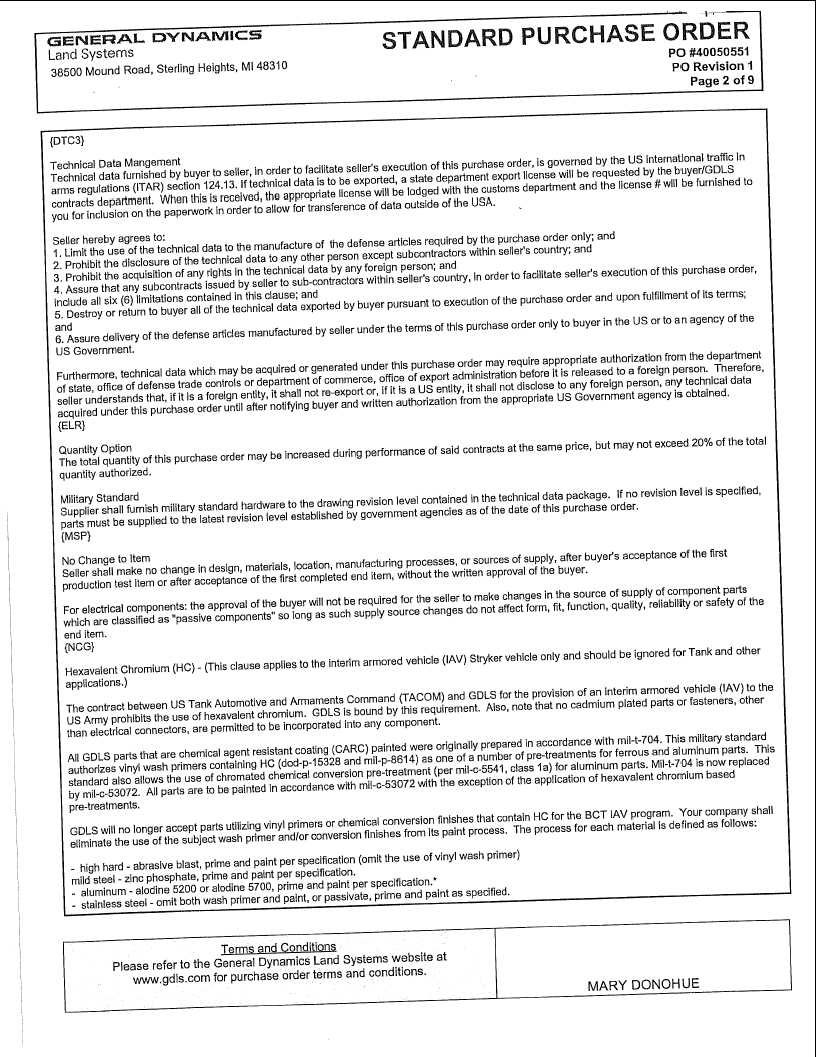 GENERAL DYNAMICS
Land Systems
38500 Mound Road, Sterling Heights, MI 48310
STANDARD PURCHASE ORDER
PO #40050551
PO Revision 1
Page 2 of 9
{DTC3}
Technical Data Mangement
Technical data furnished by buyer to seller, in order to facilitate seller's execution of this purchase order, is governed by the US International traffic in
arms regulations (ITAR) section 124.13. If technical data is to be exported, a state department export license will be requested by the buyer/GDLS
contracts department. When this is received, the appropriate license will be lodged with the customs department and the license # will be furnished to
you for inclusion on the paperwork in order to allow for transference of data outside of the USA.
Seller hereby agrees to:
1. Limit the use of the technical data to the manufacture of the defense articles required by the purchase order only; and
2. Prohibit the disclosure of the technical data to any other person except subcontractors within seller's country; and
3. Prohibit the acquisition of any rights in the technical data by any foreign person; and
4. Assure that any subcontracts issued by seller to sub-contractors within seller's country, in order to facilitate seller's execution of this purchase order,
include all six (6) limitations contained in this clause; and
5. Destroy or return to buyer all of the technical data exported by buyer pursuant to execution of the purchase order and upon fulfillment of its terms;
and
6. Assure delivery of the defense articles manufactured by seller under the terms of this purchase order only to buyer in the US or to an agency of the
US Government.
Furthermore, technical data which may be acquired or generated under this purchase order may require appropriate authorization from the department
of state, office of defense trade controls or department of commerce, office of export administration before it is released to a foreign person. Therefore,
seller understands that, if it is a foreign entity, it shall not re-export or, if it is a US entity, it shall not disclose to any foreign person, any technical data
acquired under this purchase order until after notifying buyer and written authorization from the appropriate US Government agency is obtained.
{ELR}
Quantity Option
The total quantity of this purchase order may be increased during performance of said contracts at the same price, but may not exceed 20% of the total
quantity authorized.
Military Standard
Supplier shall furnish military standard hardware to the drawing revision level contained in the technical data package. If no revision level is specified,
parts must be supplied to the latest revision level established by government agencies as of the date of this purchase order.
{MSP}
No Change to Item
Seller shall make no change in design, materials, location, manufacturing processes, or sources of supply, after buyer's acceptance of the first
production test item or after acceptance of the first completed end item, without the written approval of the buyer.
For electrical components: the approval of the buyer will not be required for the seller to make changes in the source of supply of component parts
which are classified as "passive components" so long as such supply source changes do not affect form, fit, function, quality, reliability or safety of the
end item.
{NCG}
Hexavalent Chromium (HC) - (This clause applies to the interim armored vehicle (IAV) Stryker vehicle only and should be ignored for Tank and other
applications.)
The contract between US Tank Automotive and Armaments Command (TACOM) and GDLS for the provision of an interim armored vehicle (IAV) to the
US Army prohibits the use of hexavalent chromium. GDLS is bound by this requirement. Also, note that no cadmium plated parts or fasteners, other
than electrical connectors, are permitted to be incorporated into any component.
All GDLS parts that are chemical agent resistant coating (CARC) painted were originally prepared in accordance with mil-t-704. This military standard
authorizes vinyl wash primers containing HC (dod-p-15328 and mil-p-8614) as one of a number of pre-treatments for ferrous and aluminum parts. This
standard also allows the use of chromated chemical conversion pre-treatment (per mil-c-5541, class 1a) for aluminum parts. Mil-t-704 is now replaced
by mil-c-53072. All parts are to be painted in accordance with mil-c-53072 with the exception of the application of hexavalent chromium based
pre-treatments.
GDLS will no longer accept parts utilizing vinyl primers or chemical conversion finishes that contain HC for the BCT IAV program. Your company shall
eliminate the use of the subject wash primer and/or conversion finishes from its paint process. The process for each material is defined as follows:
- high hard - abrasive blast, prime and paint per specification (omit the use of vinyl wash primer)
mild steel - zinc phosphate, prime and paint per specification.
- aluminum - alodine 5200 or alodine 5700, prime and paint per specification.*
- stainless steel - omit both wash primer and paint, or passivate, prime and paint as specified.
Terms and Conditions
Please refer to the General Dynamics Land Systems website at
www.gdls.com for purchase order terms and conditions.
MARY DONOHUE